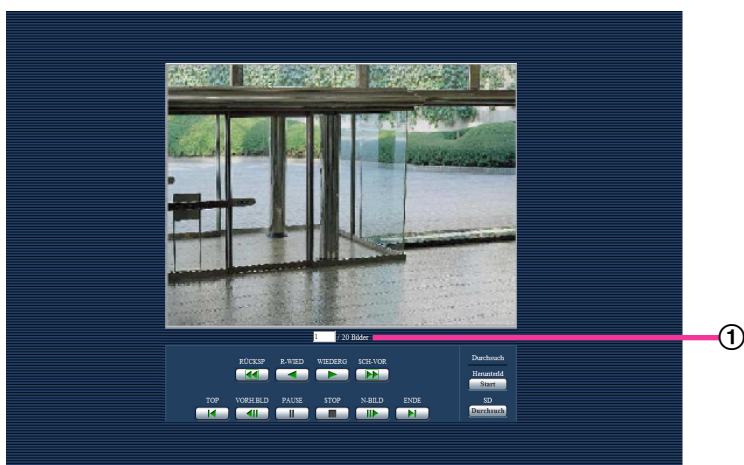 1 / 20 Bilder
①
RÜCKSP R-WIED WIEDERG SCH-VOR
TOP VORH.BLD PAUSE STOP N-BILD ENDE
Durchsuch
Herunterld
Start
SD
Durchsuch